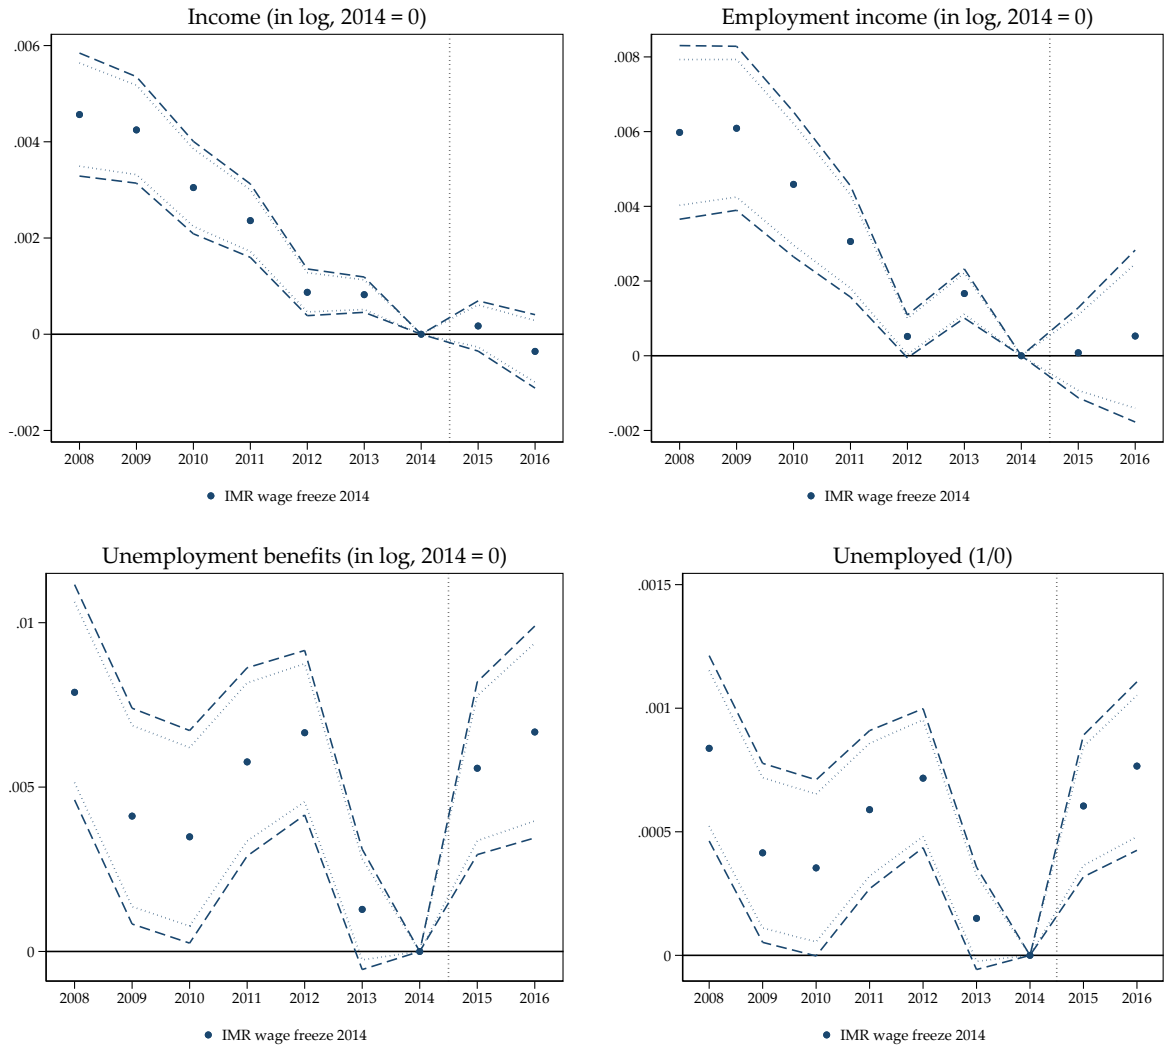 Income (in log, 2014 = 0)
.006
.004
.002
0
-.002
2008 2009 2010 2011 2012 2013 2014 2015 2016
IMR wage freeze 2014
Employment income (in log, 2014 = 0)
.008
.006
.004
.002
0
-.002
2008 2009 2010 2011 2012 2013 2014 2015 2016
IMR wage freeze 2014
Unemployment benefits (in log, 2014 = 0)
.01
.005
0
2008 2009 2010 2011 2012 2013 2014 2015 2016
IMR wage freeze 2014
Unemployed (1/0)
.0015
.001
.0005
0
2008 2009 2010 2011 2012 2013 2014 2015 2016
IMR wage freeze 2014